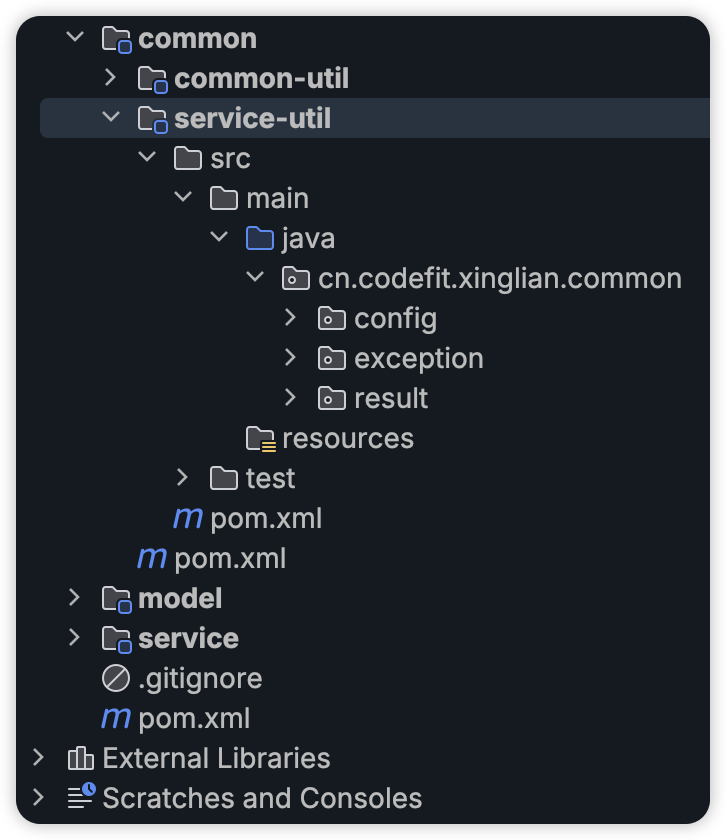 common
common-util
service-util
src
main
java
cn.codefit.xinglian.common
config
exception
result
resources
test
pom.xml
pom.xml
model
service
.gitignore
pom.xml
External Libraries
Scratches and Consoles